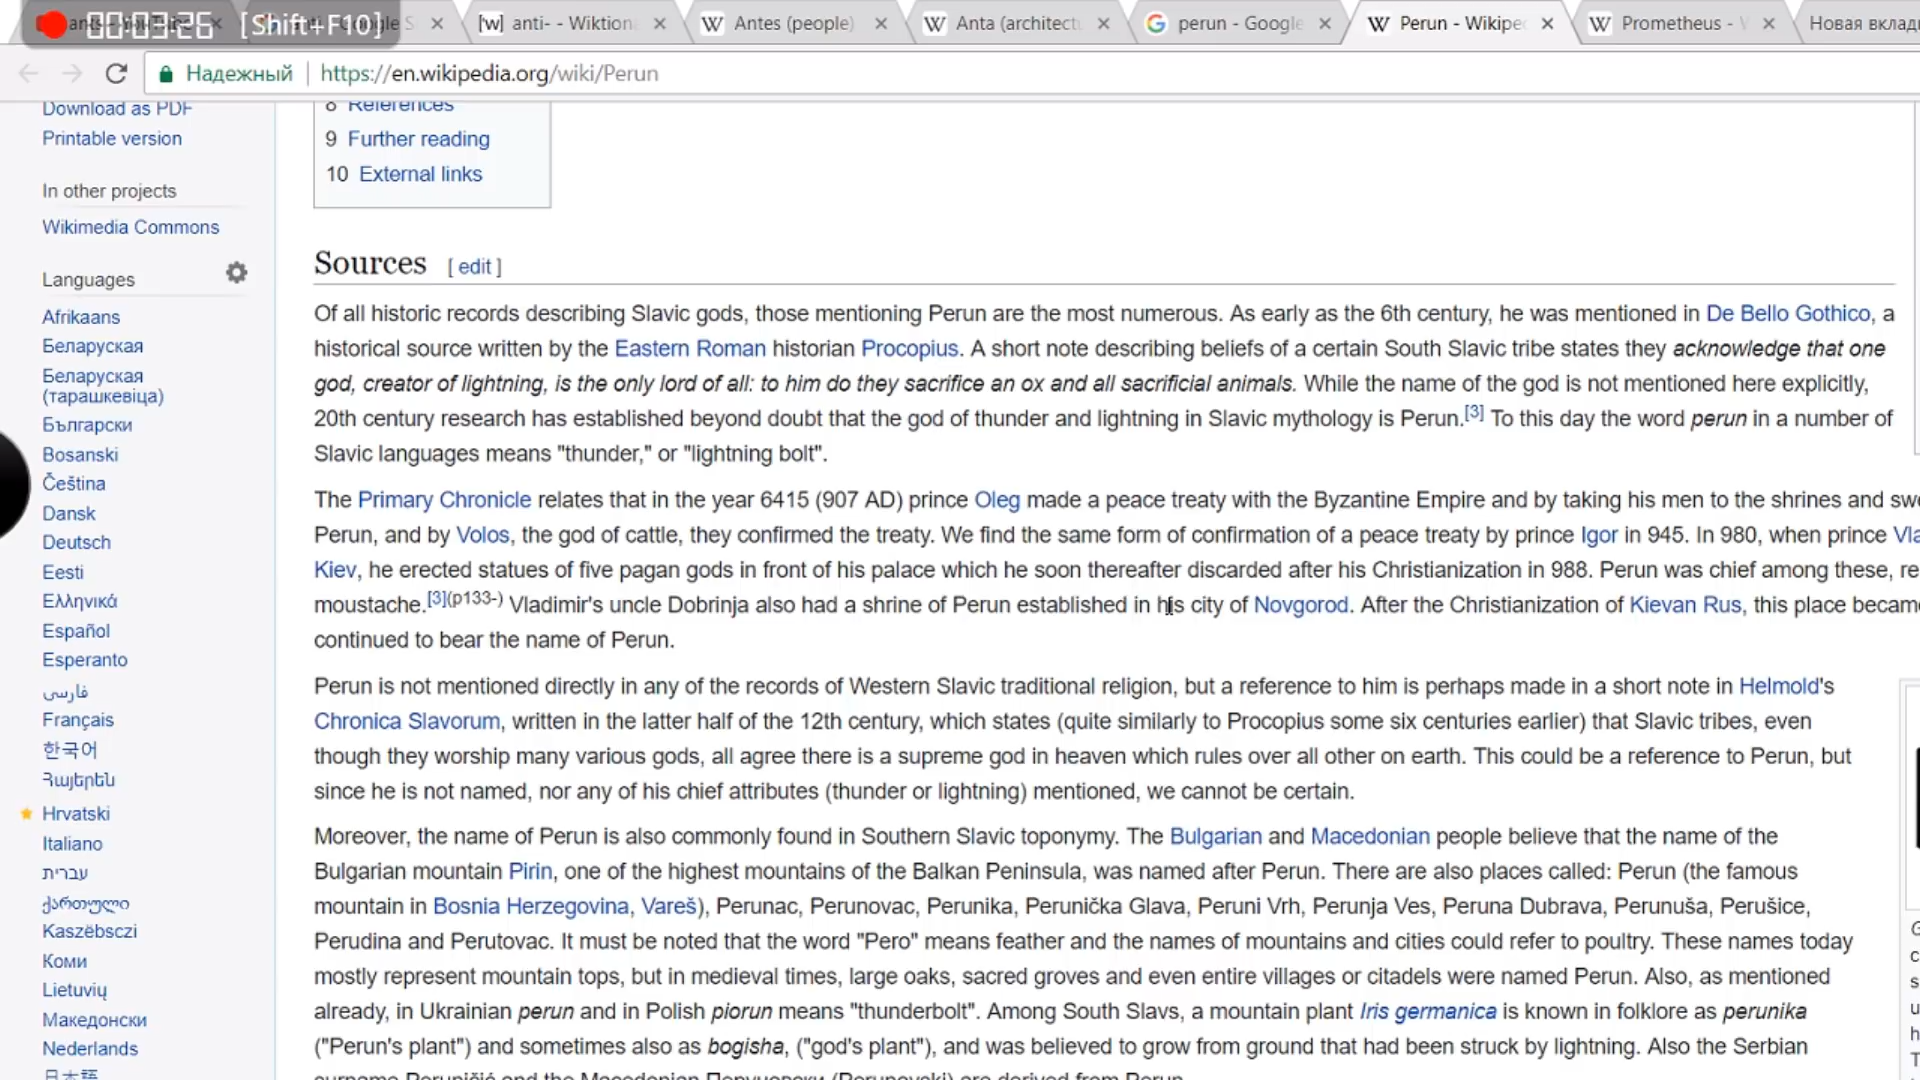 00:03:26 [Shift+F10]
[w] anti- - Wiktion
W Antes (people)
W Anta (architectu
G perun - Google
W Perun - Wikipe
W Prometheus -
Новая вклад
Надежный | https://en.wikipedia.org/wiki/Perun
Download as PDF
Printable version
In other projects
Wikimedia Commons
Languages
Afrikaans
Беларуская
Беларуская
(тарашкевіца)
Български
Bosanski
Čeština
Dansk
Deutsch
Eesti
Ελληνικά
Español
Esperanto
فارسی
Français
한국어
Հայերեն
Hrvatski
Italiano
עברית
ქართული
Kaszëbsczi
Коми
Lietuvių
Македонски
Nederlands
日本語
8 References
9 Further reading
10 External links
Sources [ edit ]
Of all historic records describing Slavic gods, those mentioning Perun are the most numerous. As early as the 6th century, he was mentioned in De Bello Gothico, a
historical source written by the Eastern Roman historian Procopius. A short note describing beliefs of a certain South Slavic tribe states they acknowledge that one
god, creator of lightning, is the only lord of all: to him do they sacrifice an ox and all sacrificial animals. While the name of the god is not mentioned here explicitly,
20th century research has established beyond doubt that the god of thunder and lightning in Slavic mythology is Perun.[3] To this day the word perun in a number of
Slavic languages means "thunder," or "lightning bolt".
The Primary Chronicle relates that in the year 6415 (907 AD) prince Oleg made a peace treaty with the Byzantine Empire and by taking his men to the shrines and swe
Perun, and by Volos, the god of cattle, they confirmed the treaty. We find the same form of confirmation of a peace treaty by prince Igor in 945. In 980, when prince Vla
Kiev, he erected statues of five pagan gods in front of his palace which he soon thereafter discarded after his Christianization in 988. Perun was chief among these, re
moustache.[3](p133-) Vladimir's uncle Dobrinja also had a shrine of Perun established in his city of Novgorod. After the Christianization of Kievan Rus, this place became
continued to bear the name of Perun.
Perun is not mentioned directly in any of the records of Western Slavic traditional religion, but a reference to him is perhaps made in a short note in Helmold's
Chronica Slavorum, written in the latter half of the 12th century, which states (quite similarly to Procopius some six centuries earlier) that Slavic tribes, even
though they worship many various gods, all agree there is a supreme god in heaven which rules over all other on earth. This could be a reference to Perun, but
since he is not named, nor any of his chief attributes (thunder or lightning) mentioned, we cannot be certain.
Moreover, the name of Perun is also commonly found in Southern Slavic toponymy. The Bulgarian and Macedonian people believe that the name of the
Bulgarian mountain Pirin, one of the highest mountains of the Balkan Peninsula, was named after Perun. There are also places called: Perun (the famous
mountain in Bosnia Herzegovina, Vareš), Perunac, Perunovac, Perunika, Perunička Glava, Peruni Vrh, Perunja Ves, Peruna Dubrava, Perunuša, Perušice,
Perudina and Perutovac. It must be noted that the word "Pero" means feather and the names of mountains and cities could refer to poultry. These names today
mostly represent mountain tops, but in medieval times, large oaks, sacred groves and even entire villages or citadels were named Perun. Also, as mentioned
already, in Ukrainian perun and in Polish piorun means "thunderbolt". Among South Slavs, a mountain plant Iris germanica is known in folklore as perunika
("Perun's plant") and sometimes also as bogisha, ("god's plant"), and was believed to grow from ground that had been struck by lightning. Also the Serbian
surname Peruničić and the Macedonian Перуновски (Perunovski) are derived from Perun.